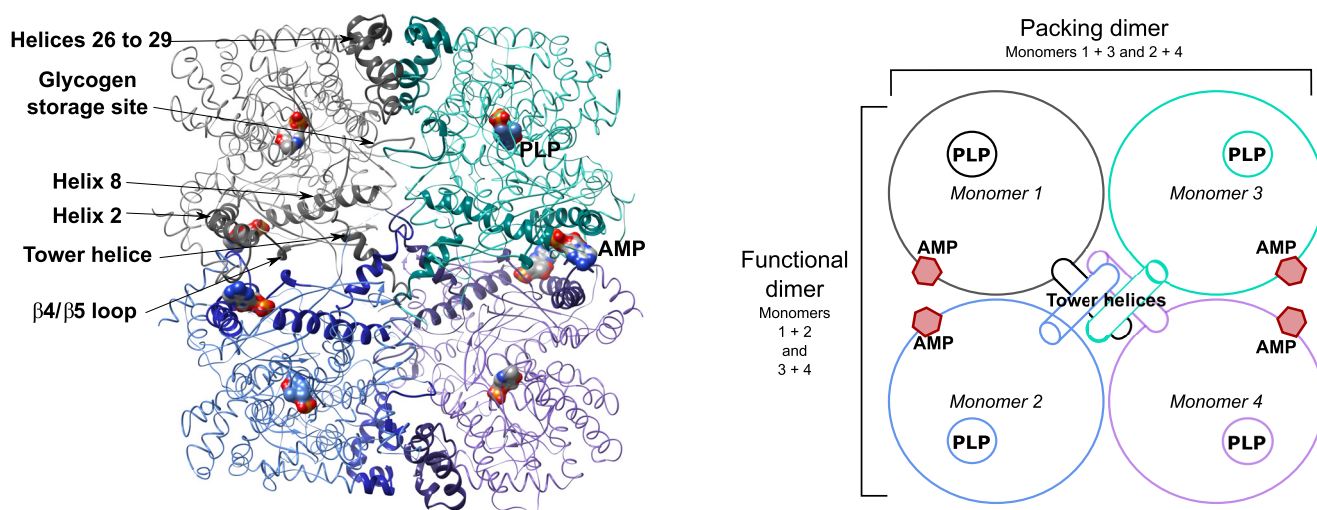 Helices 26 to 29
Glycogen
storage site
Helix 8
Helix 2
Tower helice
β4/β5 loop
PLP
AMP
Packing dimer
Monomers 1 + 3 and 2 + 4
Functional
dimer
Monomers
1 + 2
and
3 + 4
PLP
Monomer 1
AMP
PLP
Monomer 3
AMP
Tower helices
AMP
Monomer 2
PLP
AMP
Monomer 4
PLP